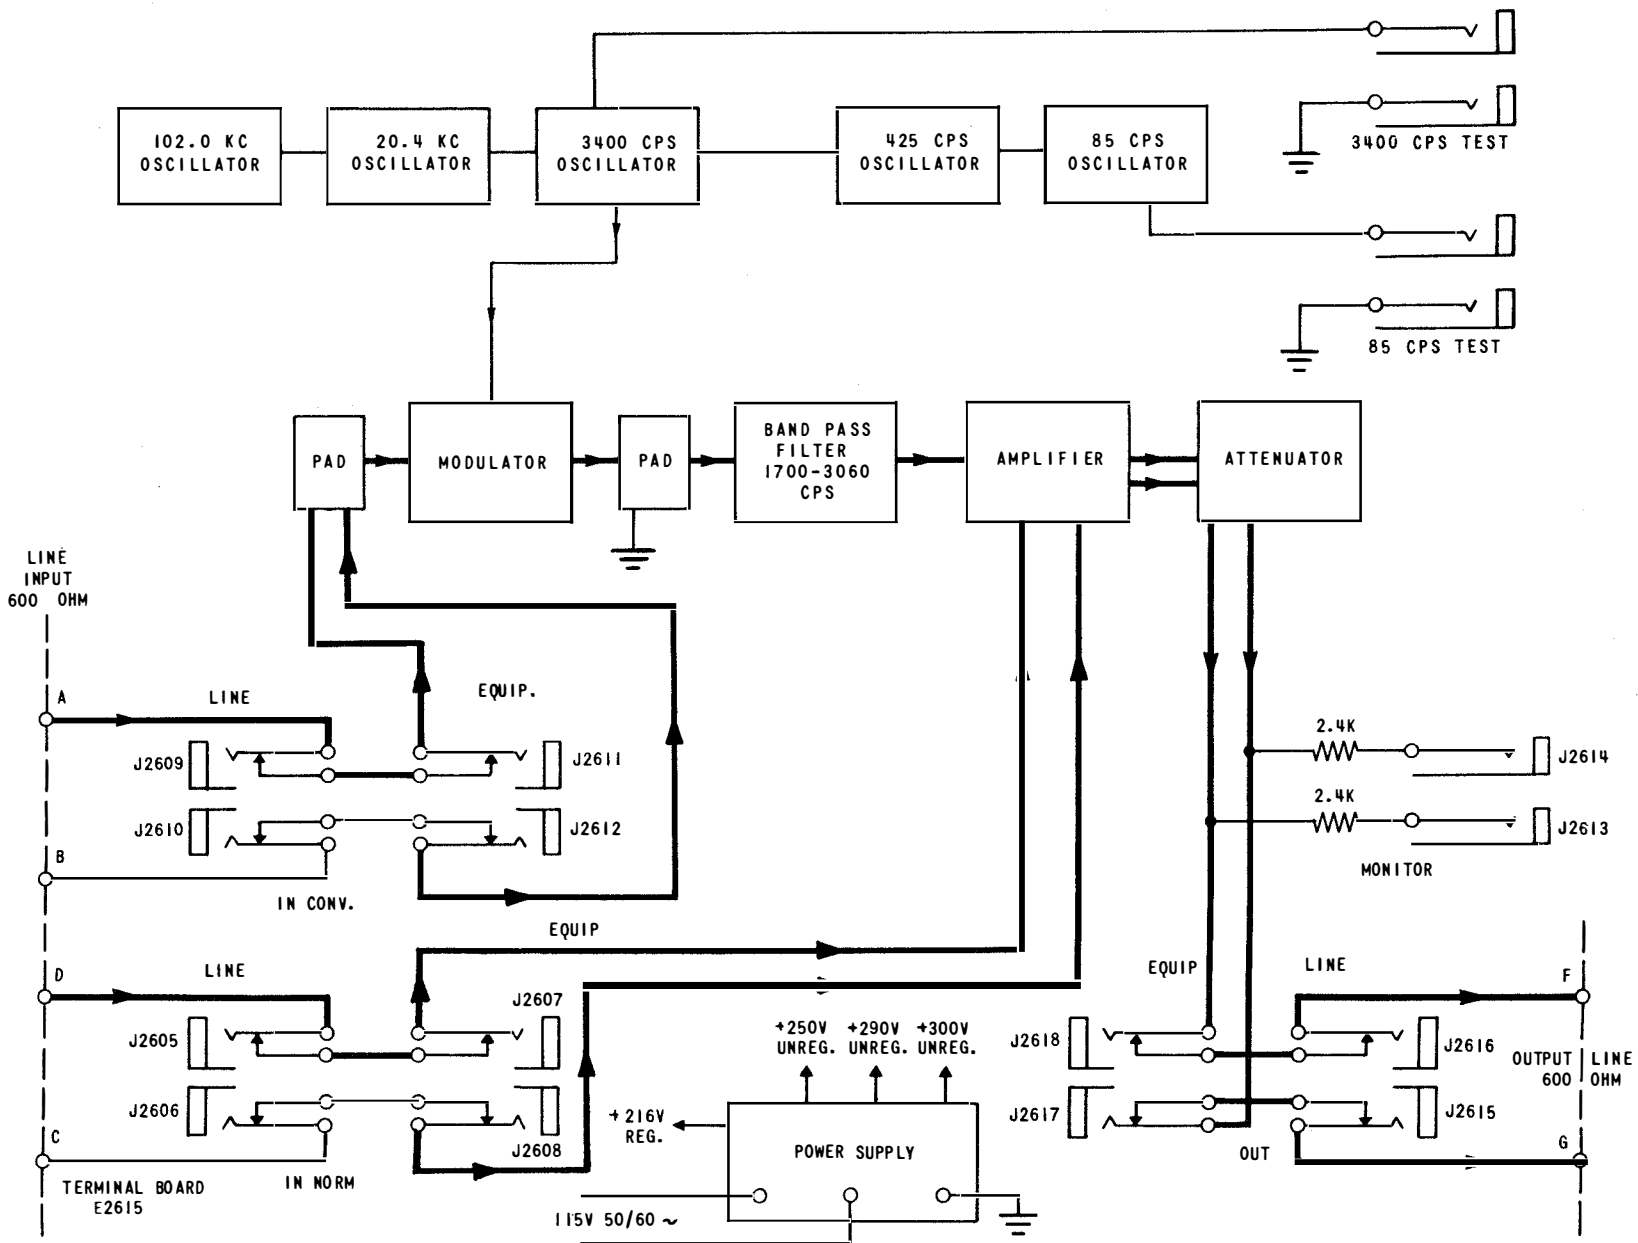 102.0 KC
OSCILLATOR
20.4 KC
OSCILLATOR
3400 CPS
OSCILLATOR
425 CPS
OSCILLATOR
85 CPS
OSCILLATOR
3400 CPS TEST
85 CPS TEST
PAD
MODULATOR
PAD
BAND PASS
FILTER
1700-3060
CPS
AMPLIFIER
ATTENUATOR
LINE
INPUT
600 OHM
A
LINE
EQUIP.
J2609
J2611
J2610
J2612
B
IN CONV.
2.4K
J2614
2.4K
J2613
MONITOR
EQUIP
D
LINE
J2607
J2605
J2606
J2608
C
IN NORM
TERMINAL BOARD
E2615
+250V
UNREG.
+290V
UNREG.
+300V
UNREG.
+216V
REG.
POWER SUPPLY
115V 50/60 ~
EQUIP
LINE
F
J2618
J2616
J2617
J2615
OUT
G
OUTPUT LINE
600 OHM